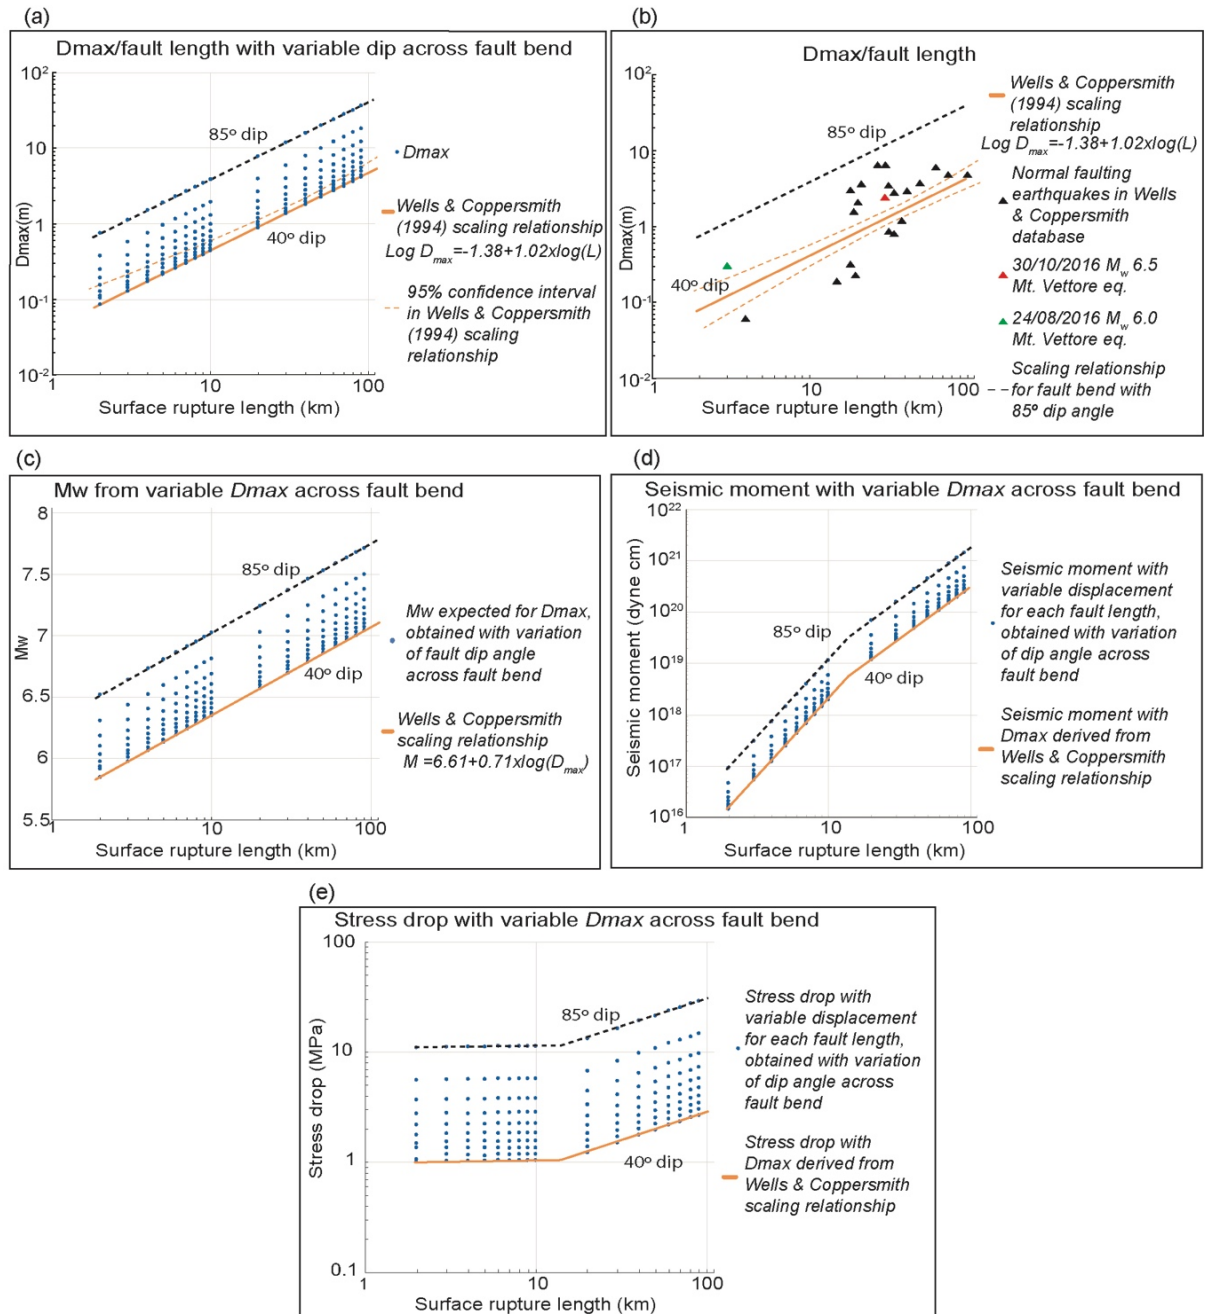 (a)
Dmax/fault length with variable dip across fault bend
10²
10¹
1
10⁻¹
10⁻²
Dmax(m)
85º dip
40º dip
1
10
100
Surface rupture length (km)
Dmax
Wells & Coppersmith
(1994) scaling
relationship
Log Dmax=-1.38+1.02xlog(L)
95% confidence interval
in Wells & Coppersmith
(1994) scaling
relationship
(b)
Dmax/fault length
10²
10¹
1
10⁻¹
10⁻²
Dmax(m)
85º dip
40º dip
1
10
100
Surface rupture length (km)
Wells & Coppersmith
(1994) scaling
relationship
Log Dmax=-1.38+1.02xlog(L)
Normal faulting
earthquakes in Wells
& Coppersmith
database
30/10/2016 Mw 6.5
Mt. Vettore eq.
24/08/2016 Mw 6.0
Mt. Vettore eq.
Scaling relationship
for fault bend with
85º dip angle
(c)
Mw from variable Dmax across fault bend
8
7.5
7
6.5
6
5.5
Mw
85º dip
40º dip
1
10
100
Surface rupture length (km)
Mw expected for Dmax,
obtained with variation
of fault dip angle
across fault bend
Wells & Coppersmith
scaling relationship
M =6.61+0.71xlog(Dmax)
(d)
Seismic moment with variable Dmax across fault bend
10²²
10²¹
10²⁰
10¹⁹
10¹⁸
10¹⁷
10¹⁶
Seismic moment (dyne cm)
85º dip
40º dip
1
10
100
Surface rupture length (km)
Seismic moment with
variable displacement
for each fault length,
obtained with variation
of dip angle across
fault bend
Seismic moment with
Dmax derived from
Wells & Coppersmith
scaling relationship
(e)
Stress drop with variable Dmax across fault bend
100
10
1
0.1
Stress drop (MPa)
85º dip
40º dip
1
10
100
Surface rupture length (km)
Stress drop with
variable displacement
for each fault length,
obtained with variation
of dip angle across
fault bend
Stress drop with
Dmax derived from
Wells & Coppersmith
scaling relationship